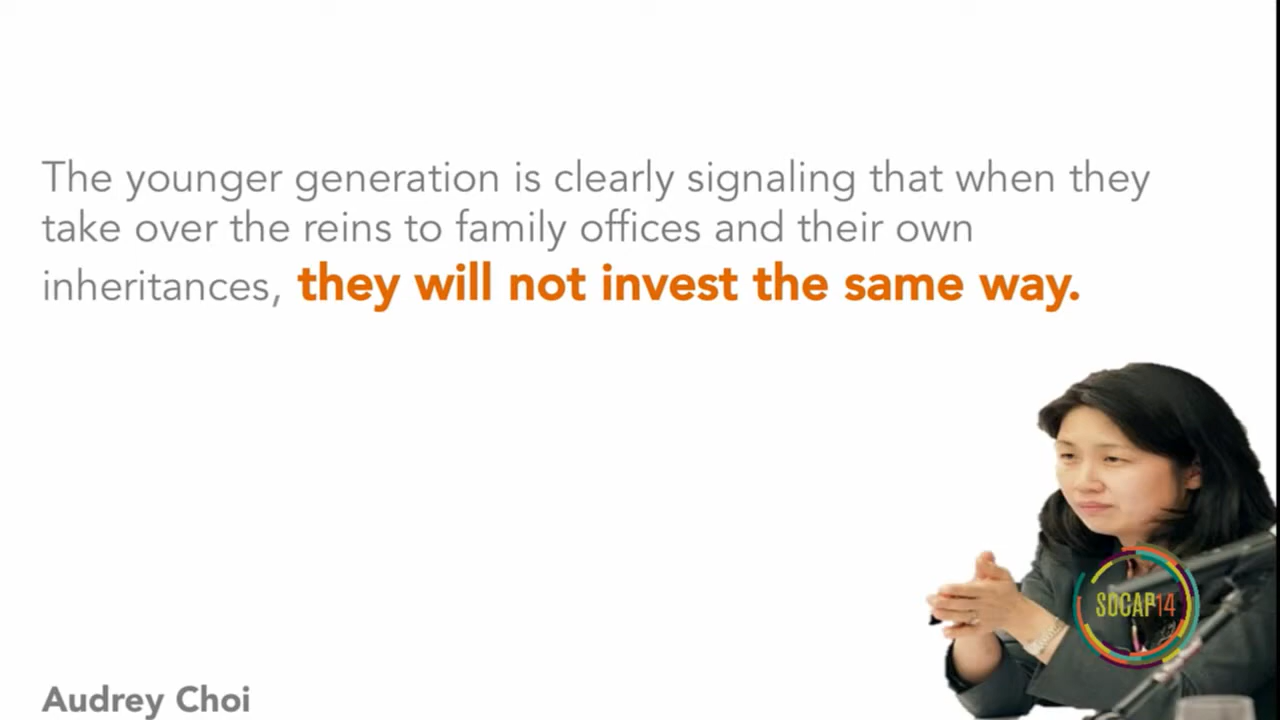 The younger generation is clearly signaling that when they
take over the reins to family offices and their own
inheritances, they will not invest the same way.
SOCAP14
Audrey Choi